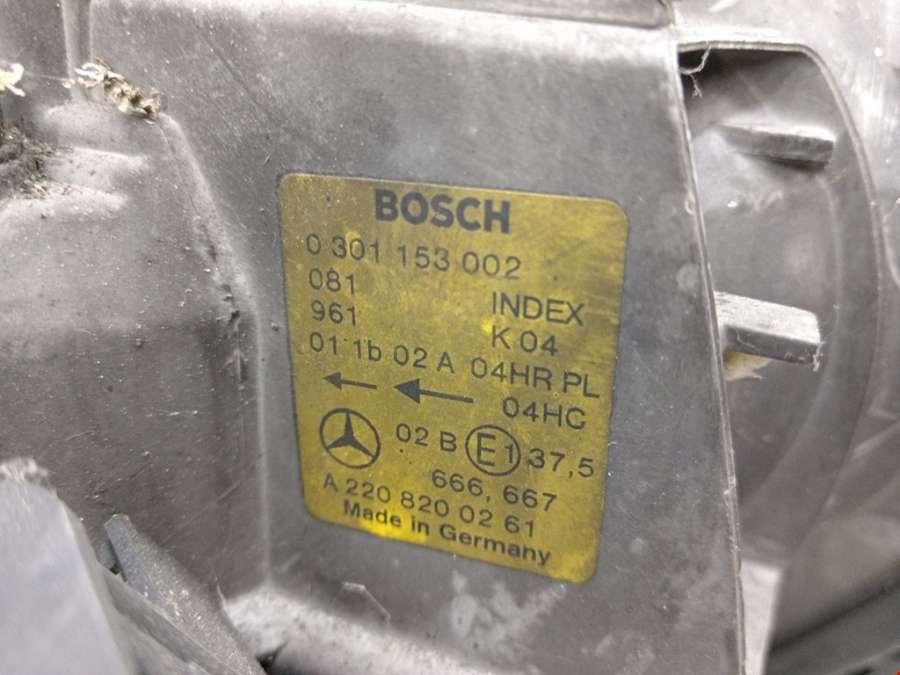 BOSCH
0 301 153 002
081
961
INDEX
K 04
01 1b 02 A 04HR PL
04HC
02 B E1 37,5
666, 667
A 220 820 02 61
Made in Germany